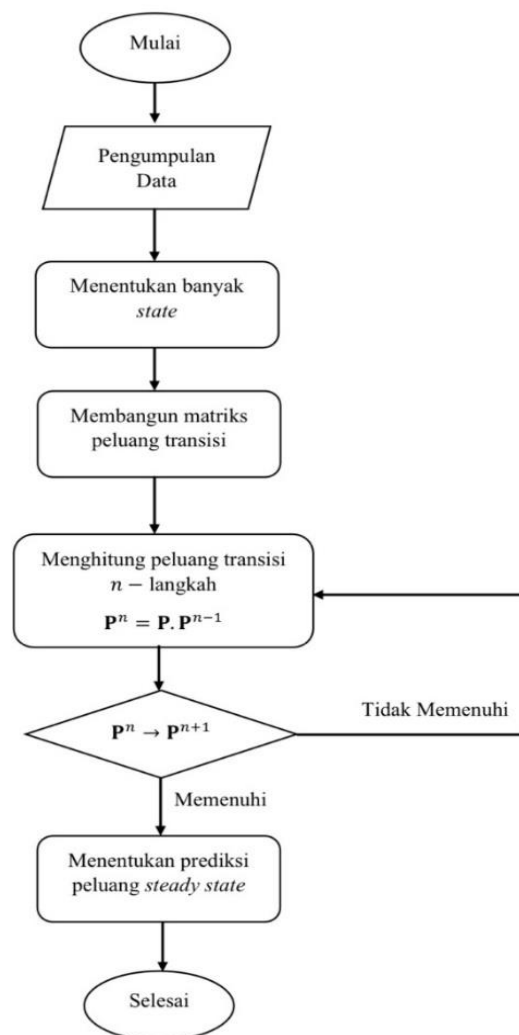 Mulai
Pengumpulan
Data
Menentukan banyak
state
Membangun matriks
peluang transisi
Menghitung peluang transisi
n − langkah
Pⁿ = P. Pⁿ⁻¹
Pⁿ → Pⁿ⁺¹
Tidak Memenuhi
Memenuhi
Menentukan prediksi
peluang steady state
Selesai